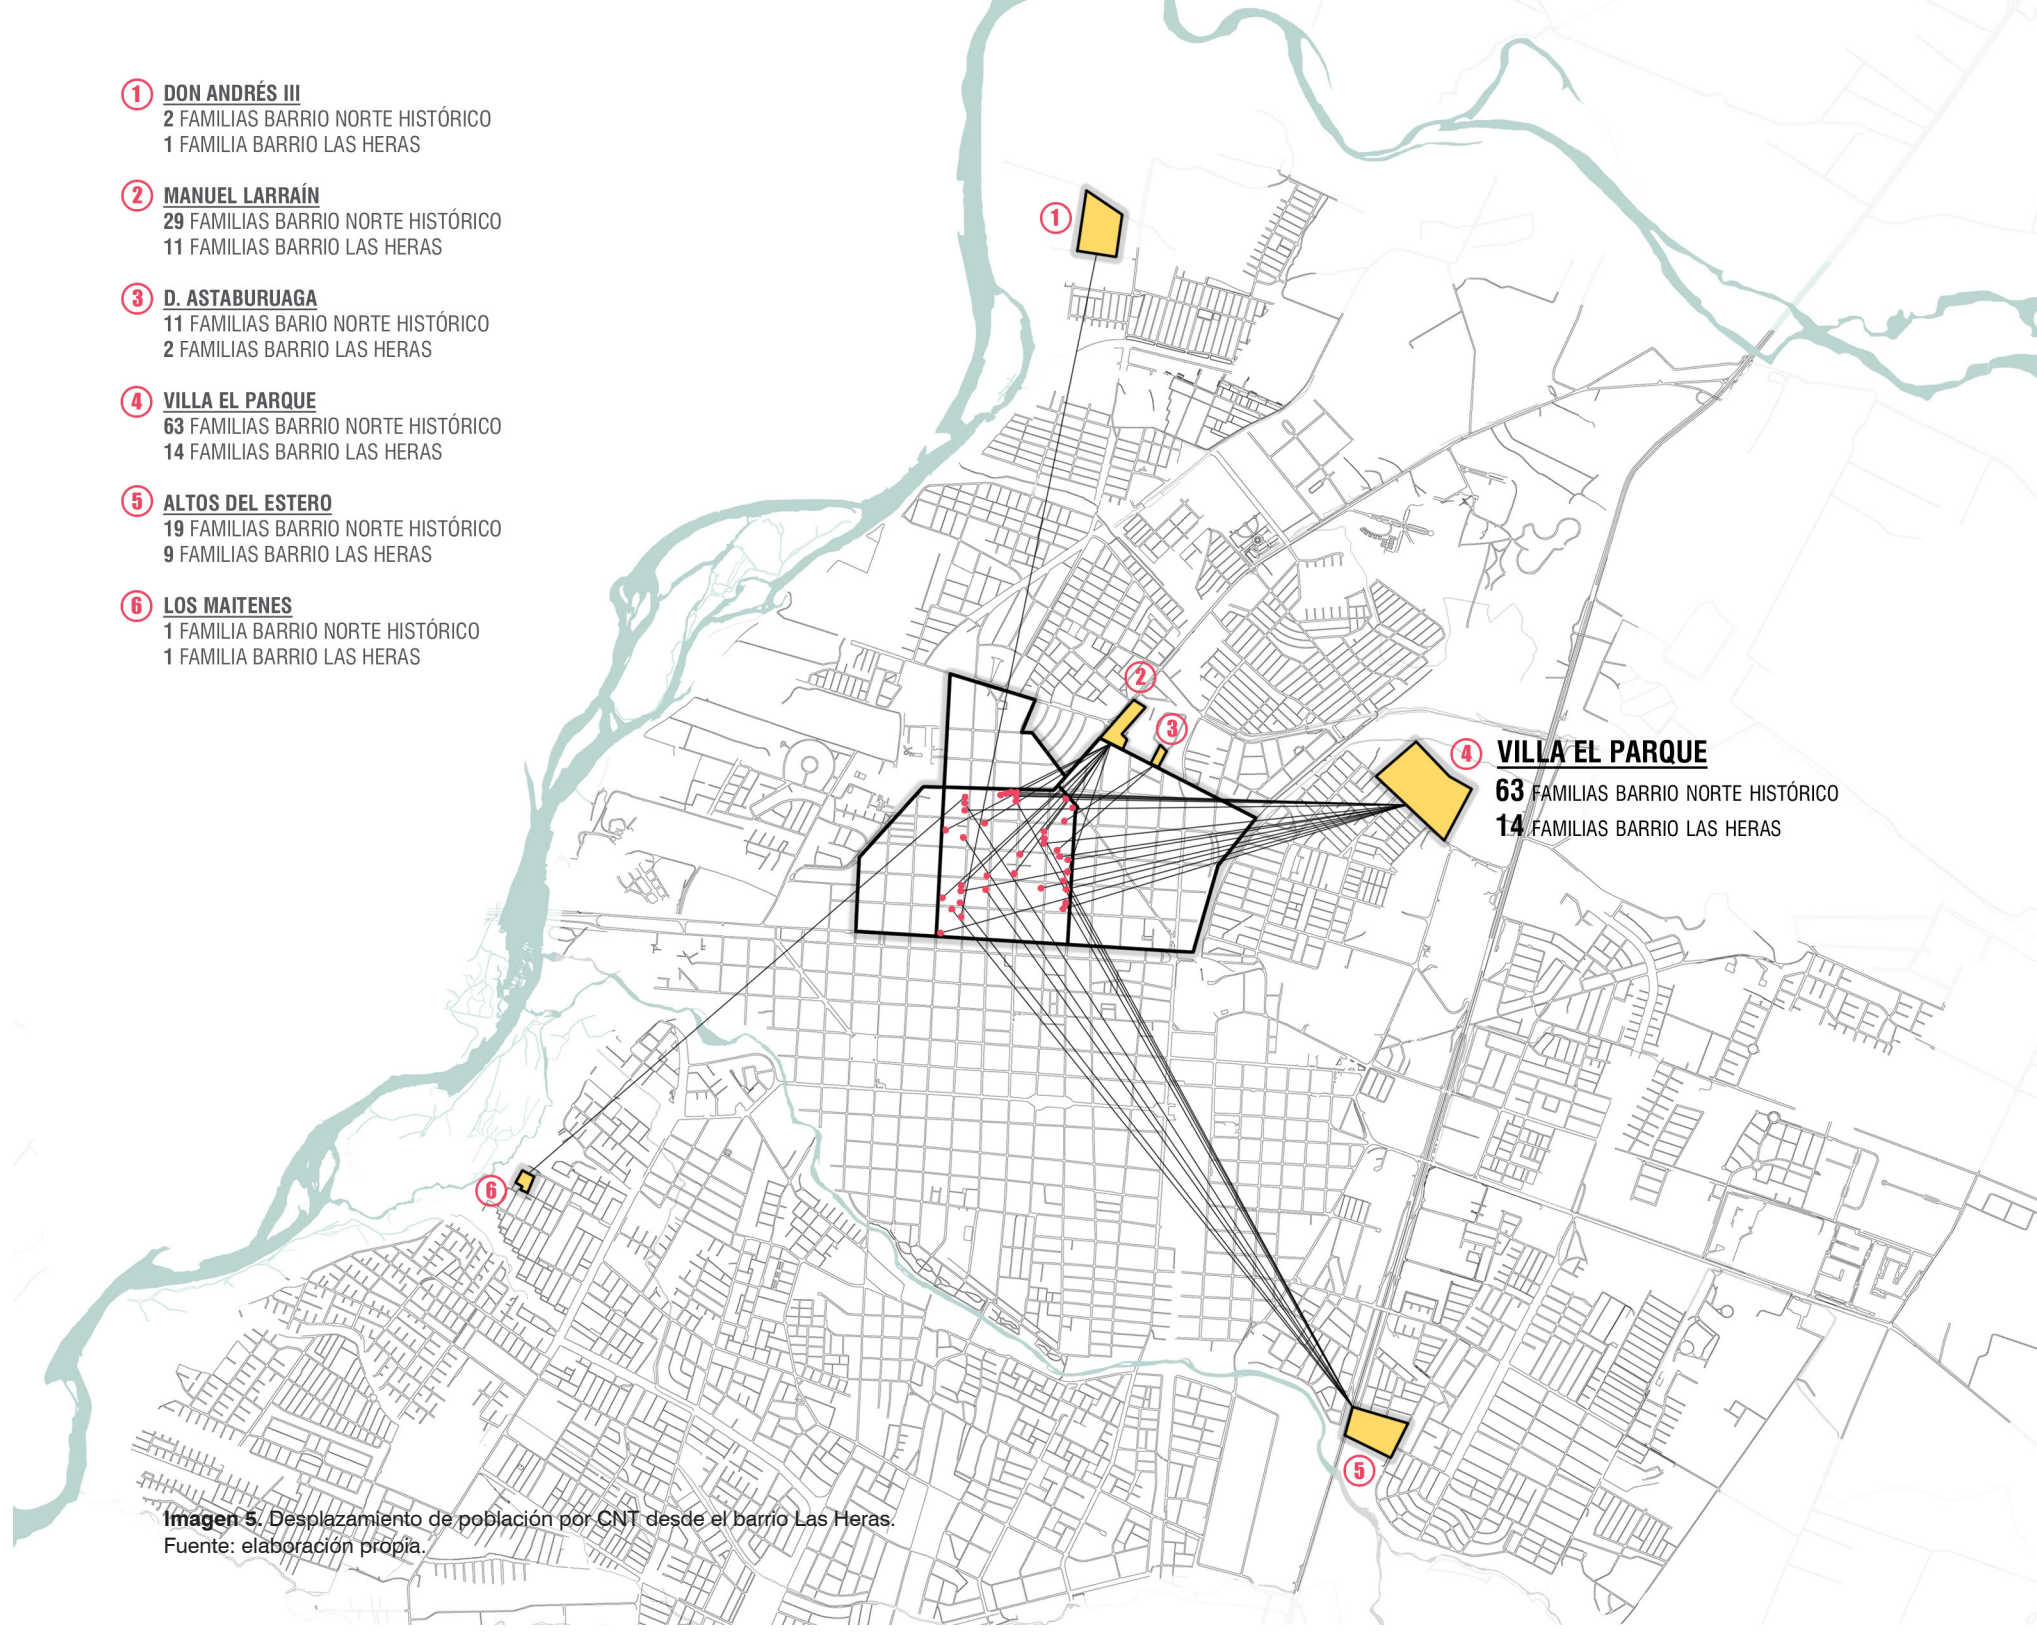 1 DON ANDRÉS III
2 FAMILIAS BARRIO NORTE HISTÓRICO
1 FAMILIA BARRIO LAS HERAS
2 MANUEL LARRAÍN
29 FAMILIAS BARRIO NORTE HISTÓRICO
11 FAMILIAS BARRIO LAS HERAS
3 D. ASTABURUAGA
11 FAMILIAS BARIO NORTE HISTÓRICO
2 FAMILIAS BARRIO LAS HERAS
4 VILLA EL PARQUE
63 FAMILIAS BARRIO NORTE HISTÓRICO
14 FAMILIAS BARRIO LAS HERAS
5 ALTOS DEL ESTERO
19 FAMILIAS BARRIO NORTE HISTÓRICO
9 FAMILIAS BARRIO LAS HERAS
6 LOS MAITENES
1 FAMILIA BARRIO NORTE HISTÓRICO
1 FAMILIA BARRIO LAS HERAS
1
2
3
4 VILLA EL PARQUE
63 FAMILIAS BARRIO NORTE HISTÓRICO
14 FAMILIAS BARRIO LAS HERAS
6
5
Imagen 5. Desplazamiento de población por CNT desde el barrio Las Heras.
Fuente: elaboración propia.